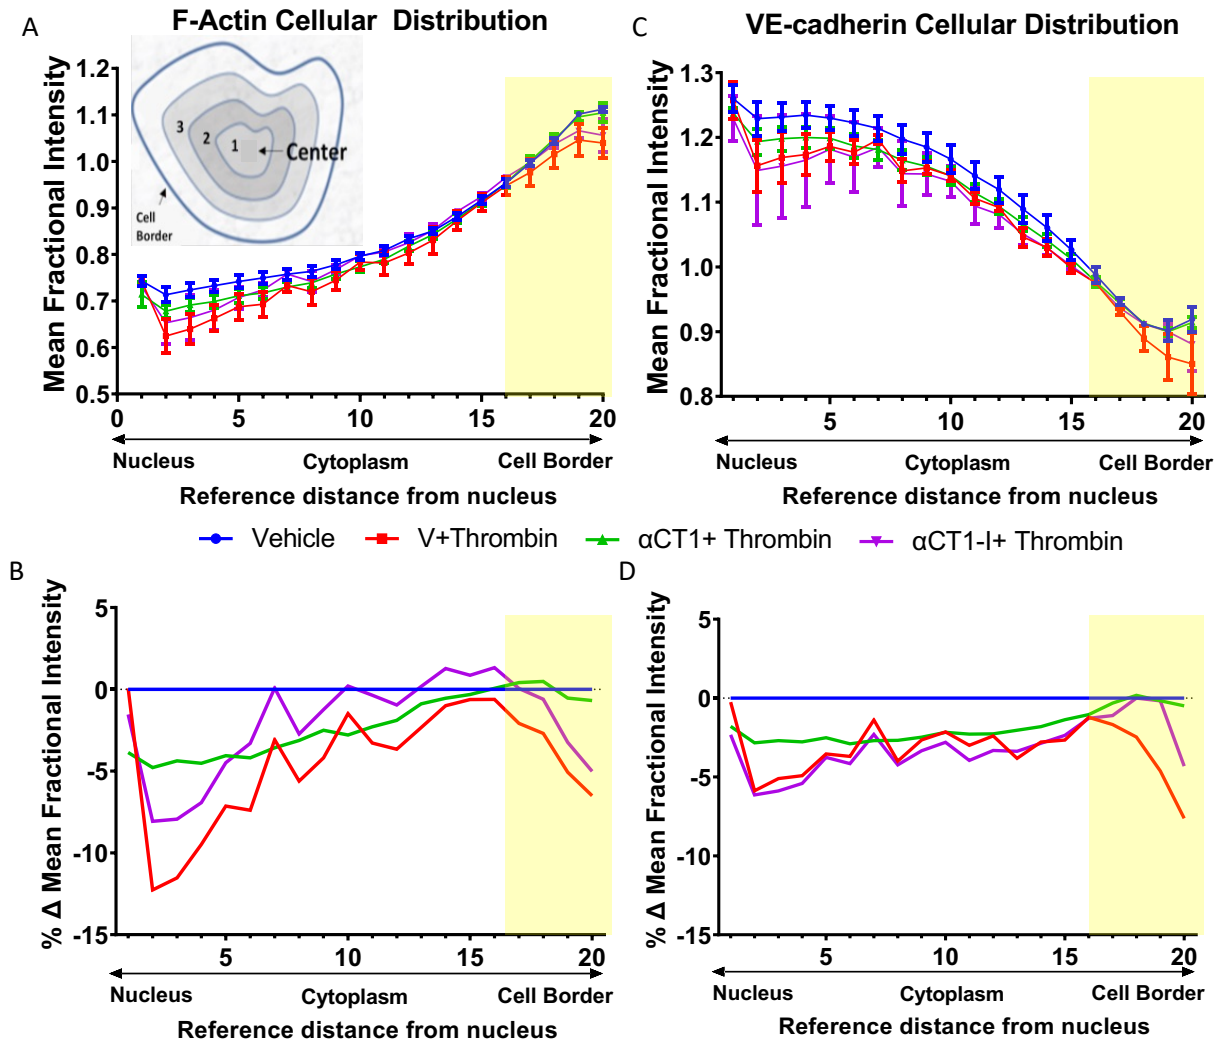 A
F-Actin Cellular Distribution
Mean Fractional Intensity
1.2
1.1
1.0
0.9
0.8
0.7
0.6
0.5
3
2
1
Center
Cell
Border
0
5
10
15
20
Nucleus
Cytoplasm
Cell Border
Reference distance from nucleus
C
VE-cadherin Cellular Distribution
Mean Fractional Intensity
1.3
1.2
1.1
1.0
0.9
0.8
5
10
15
20
Nucleus
Cytoplasm
Cell Border
Reference distance from nucleus
Vehicle
V+Thrombin
αCT1+ Thrombin
αCT1-I+ Thrombin
B
% Δ Mean Fractional Intensity
5
0
-5
-10
-15
5
10
15
20
Nucleus
Cytoplasm
Cell Border
Reference distance from nucleus
D
% Δ Mean Fractional Intensity
5
0
-5
-10
-15
5
10
15
20
Nucleus
Cytoplasm
Cell Border
Reference distance from nucleus